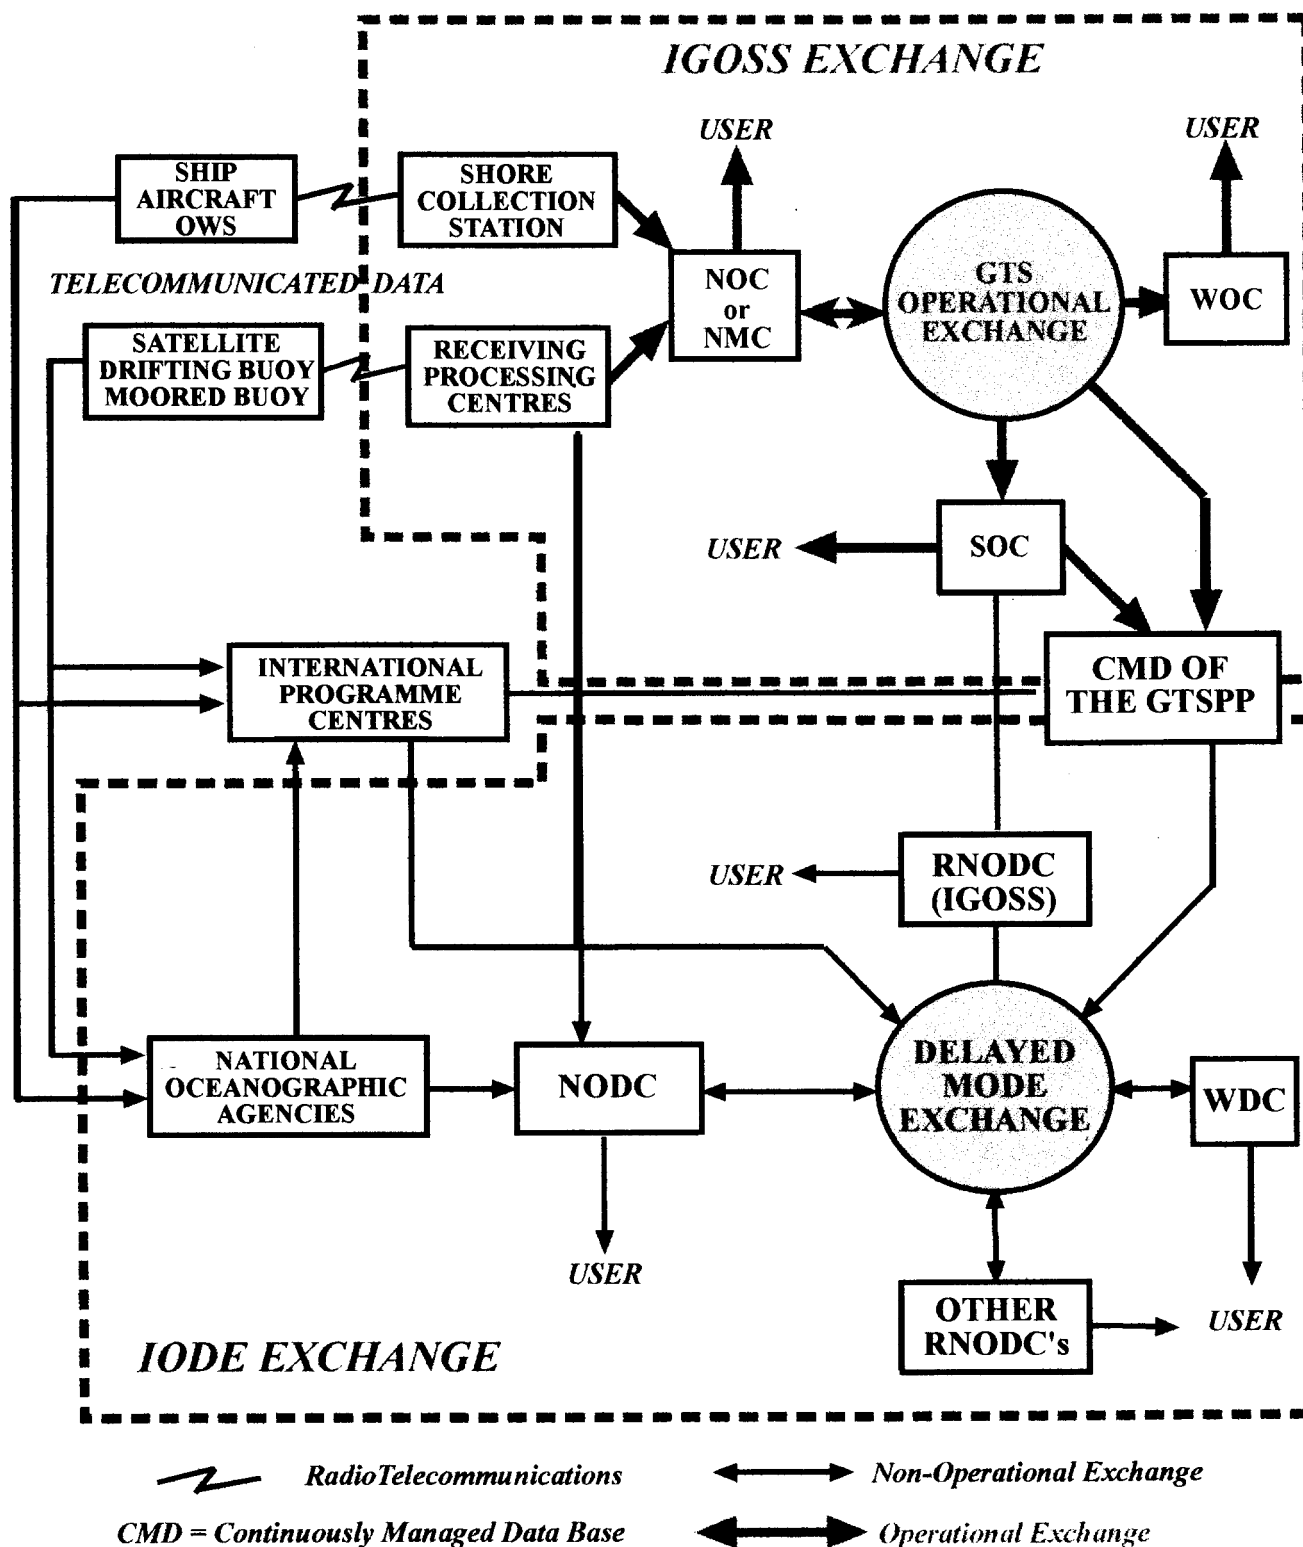 IGOSS EXCHANGE
USER
USER
SHIP
AIRCRAFT
OWS
SHORE
COLLECTION
STATION
TELECOMMUNICATED DATA
NOC
or
NMC
GTS
OPERATIONAL
EXCHANGE
WOC
SATELLITE
DRIFTING BUOY
MOORED BUOY
RECEIVING
PROCESSING
CENTRES
USER
SOC
INTERNATIONAL
PROGRAMME
CENTRES
CMD OF
THE GTSPP
USER
RNODC
(IGOSS)
NATIONAL
OCEANOGRAPHIC
AGENCIES
NODC
DELAYED
MODE
EXCHANGE
WDC
USER
OTHER
RNODC's
USER
IODE EXCHANGE
RadioTelecommunications
Non-Operational Exchange
CMD = Continuously Managed Data Base
Operational Exchange